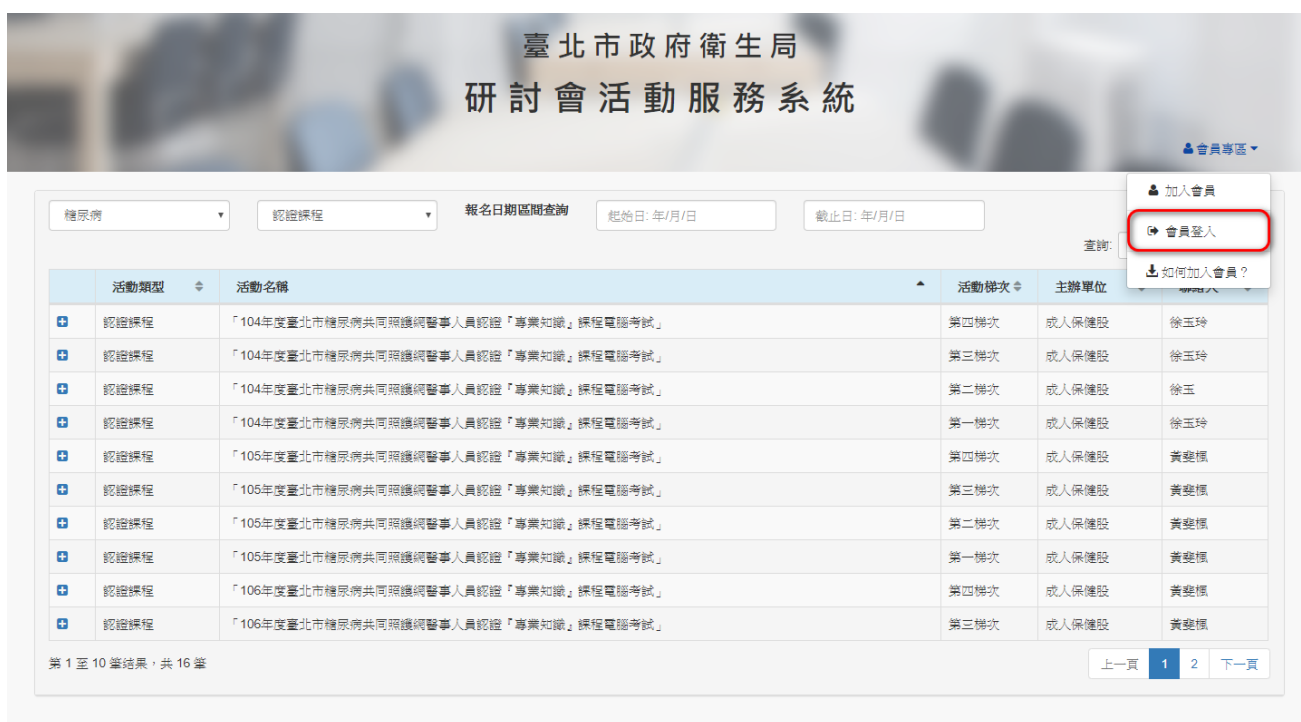 臺北市政府衛生局
研討會活動服務系統
會員專區
加入會員
會員登入
如何加入會員?
糖尿病 認證課程 報名日期區間查詢 起始日: 年/月/日 截止日: 年/月/日
查詢:
活動類型 活動名稱 活動梯次 主辦單位
認證課程 「104年度臺北市糖尿病共同照護網醫事人員認證『專業知識』課程電腦考試」 第四梯次 成人保健股 徐玉玲
認證課程 「104年度臺北市糖尿病共同照護網醫事人員認證『專業知識』課程電腦考試」 第三梯次 成人保健股 徐玉玲
認證課程 「104年度臺北市糖尿病共同照護網醫事人員認證『專業知識』課程電腦考試」 第二梯次 成人保健股 徐玉
認證課程 「104年度臺北市糖尿病共同照護網醫事人員認證『專業知識』課程電腦考試」 第一梯次 成人保健股 徐玉玲
認證課程 「105年度臺北市糖尿病共同照護網醫事人員認證『專業知識』課程電腦考試」 第四梯次 成人保健股 黃斐楓
認證課程 「105年度臺北市糖尿病共同照護網醫事人員認證『專業知識』課程電腦考試」 第三梯次 成人保健股 黃斐楓
認證課程 「105年度臺北市糖尿病共同照護網醫事人員認證『專業知識』課程電腦考試」 第二梯次 成人保健股 黃斐楓
認證課程 「105年度臺北市糖尿病共同照護網醫事人員認證『專業知識』課程電腦考試」 第一梯次 成人保健股 黃斐楓
認證課程 「106年度臺北市糖尿病共同照護網醫事人員認證『專業知識』課程電腦考試」 第四梯次 成人保健股 黃斐楓
認證課程 「106年度臺北市糖尿病共同照護網醫事人員認證『專業知識』課程電腦考試」 第三梯次 成人保健股 黃斐楓
第 1 至 10 筆結果,共 16 筆 上一頁 1 2 下一頁